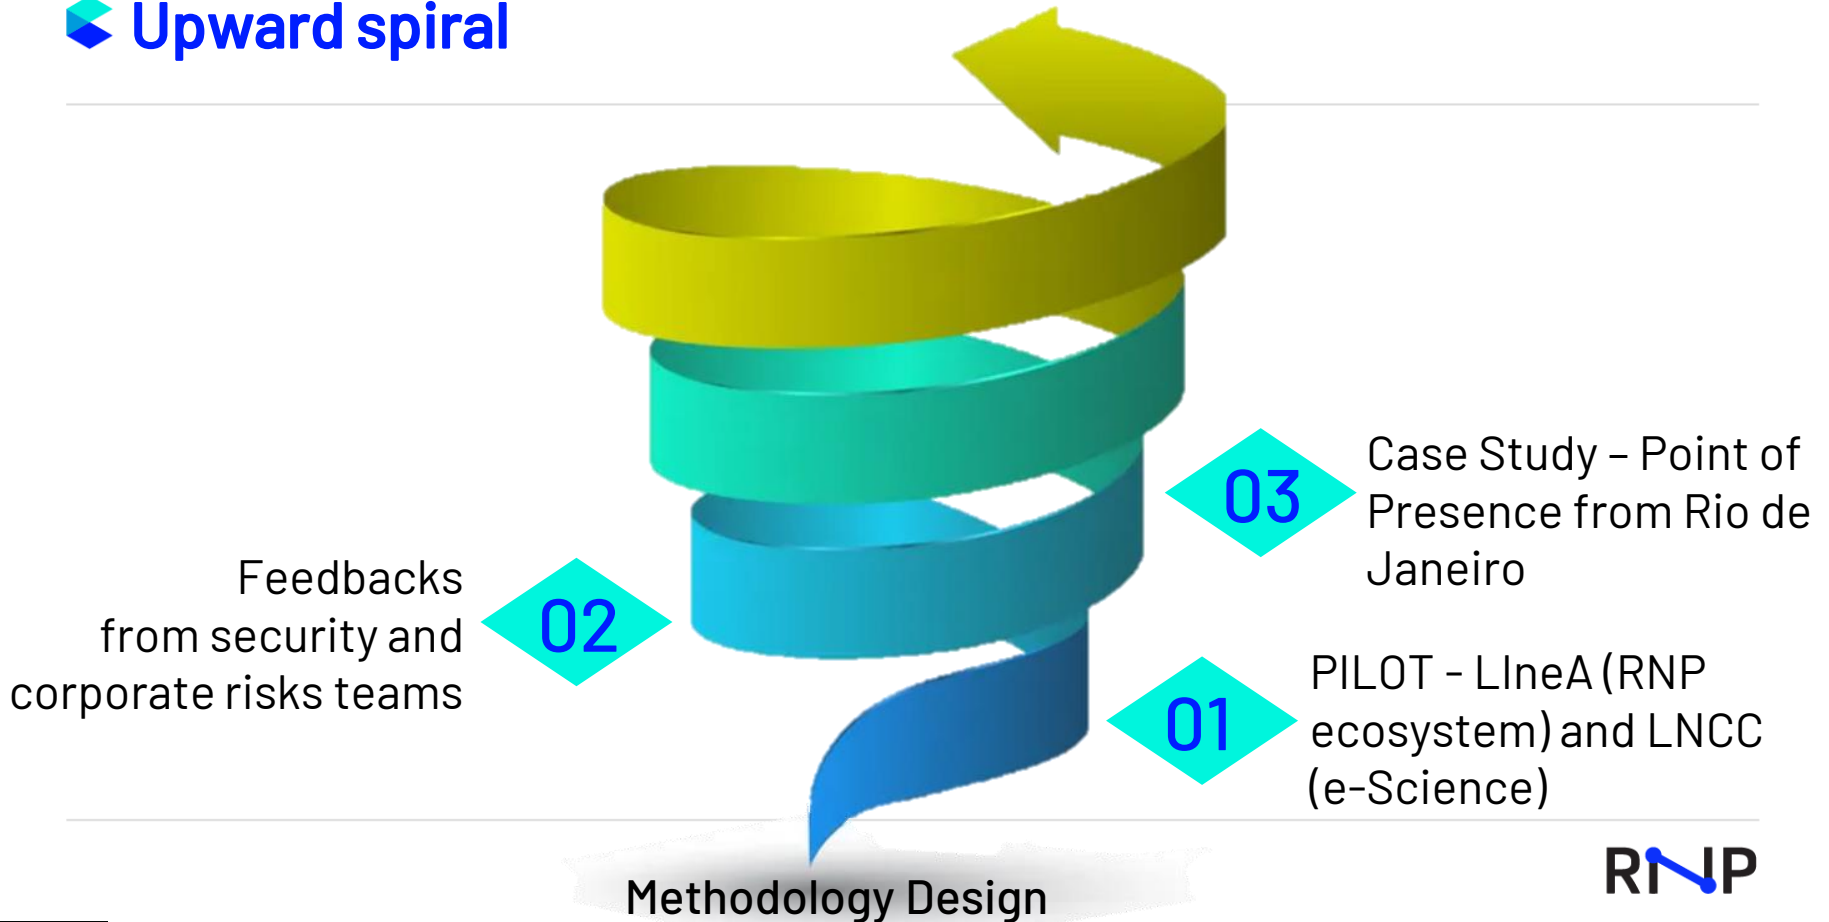 Upward spiral
03
Case Study – Point of
Presence from Rio de
Janeiro
Feedbacks
from security and
corporate risks teams
02
01
PILOT - LIneA (RNP
ecosystem) and LNCC
(e-Science)
Methodology Design
RNP